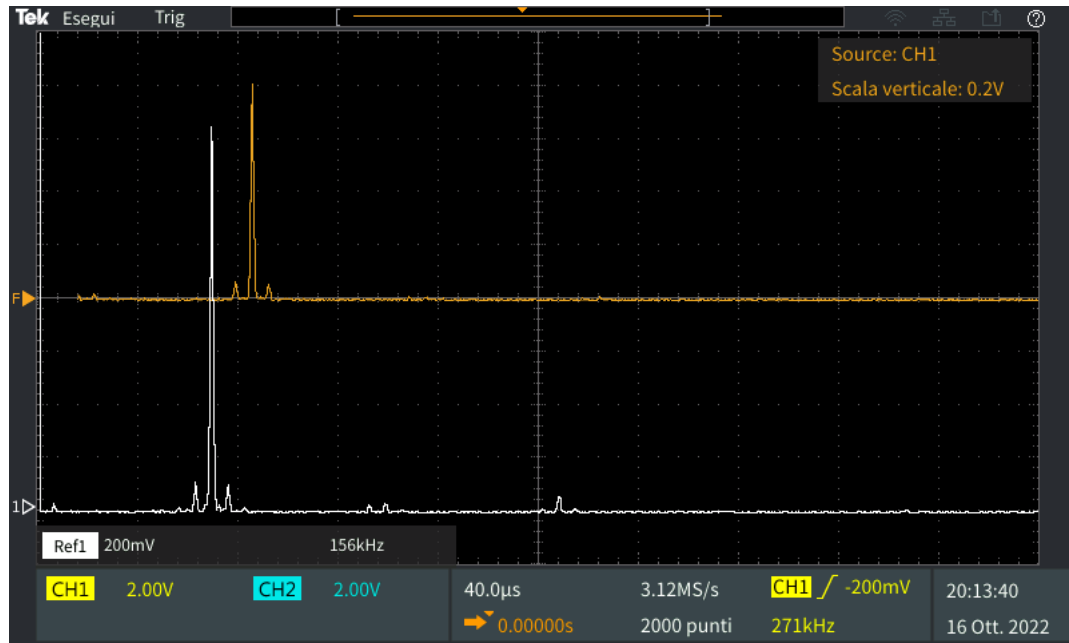 Tek Esegui Trig [ ] ?
Source: CH1
Scala verticale: 0.2V
F
1
Ref1 200mV 156kHz
CH1 2.00V CH2 2.00V 40.0µs 3.12MS/s CH1 -200mV 20:13:40
0.00000s 2000 punti 271kHz 16 Ott. 2022